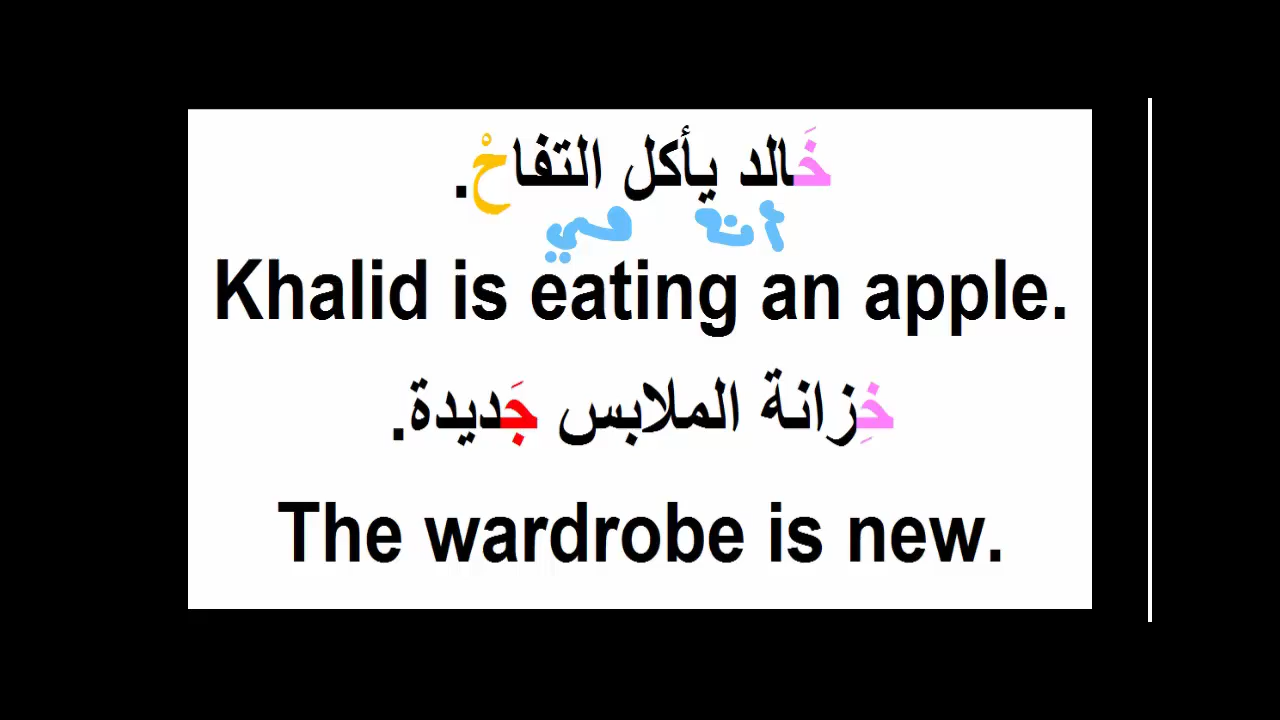 خَالد يأكل التفاحْ.
Khalid is eating an apple.
خِزانة الملابس جَديدة.
The wardrobe is new.